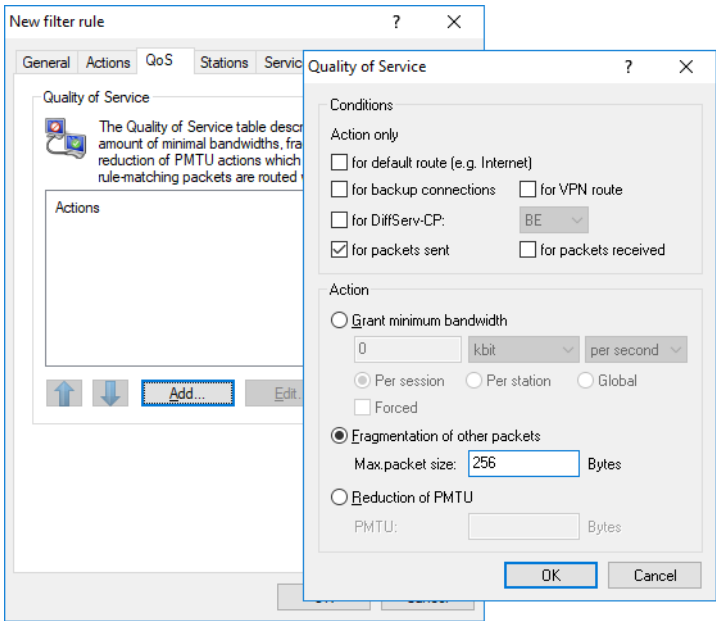 New filter rule
General Actions QoS Stations Servic
Quality of Service
The Quality of Service table descr
amount of minimal bandwidths, fra
reduction of PMTU actions which
rule-matching packets are routed
Actions
Add...
Edit.
Quality of Service
Conditions
Action only
for default route (e.g. Internet)
for backup connections for VPN route
for DiffServ-CP: BE
for packets sent for packets received
Action
Grant minimum bandwidth
0 kbit per second
Per session Per station Global
Forced
Fragmentation of other packets
Max.packet size: 256 Bytes
Reduction of PMTU
PMTU: Bytes
OK Cancel